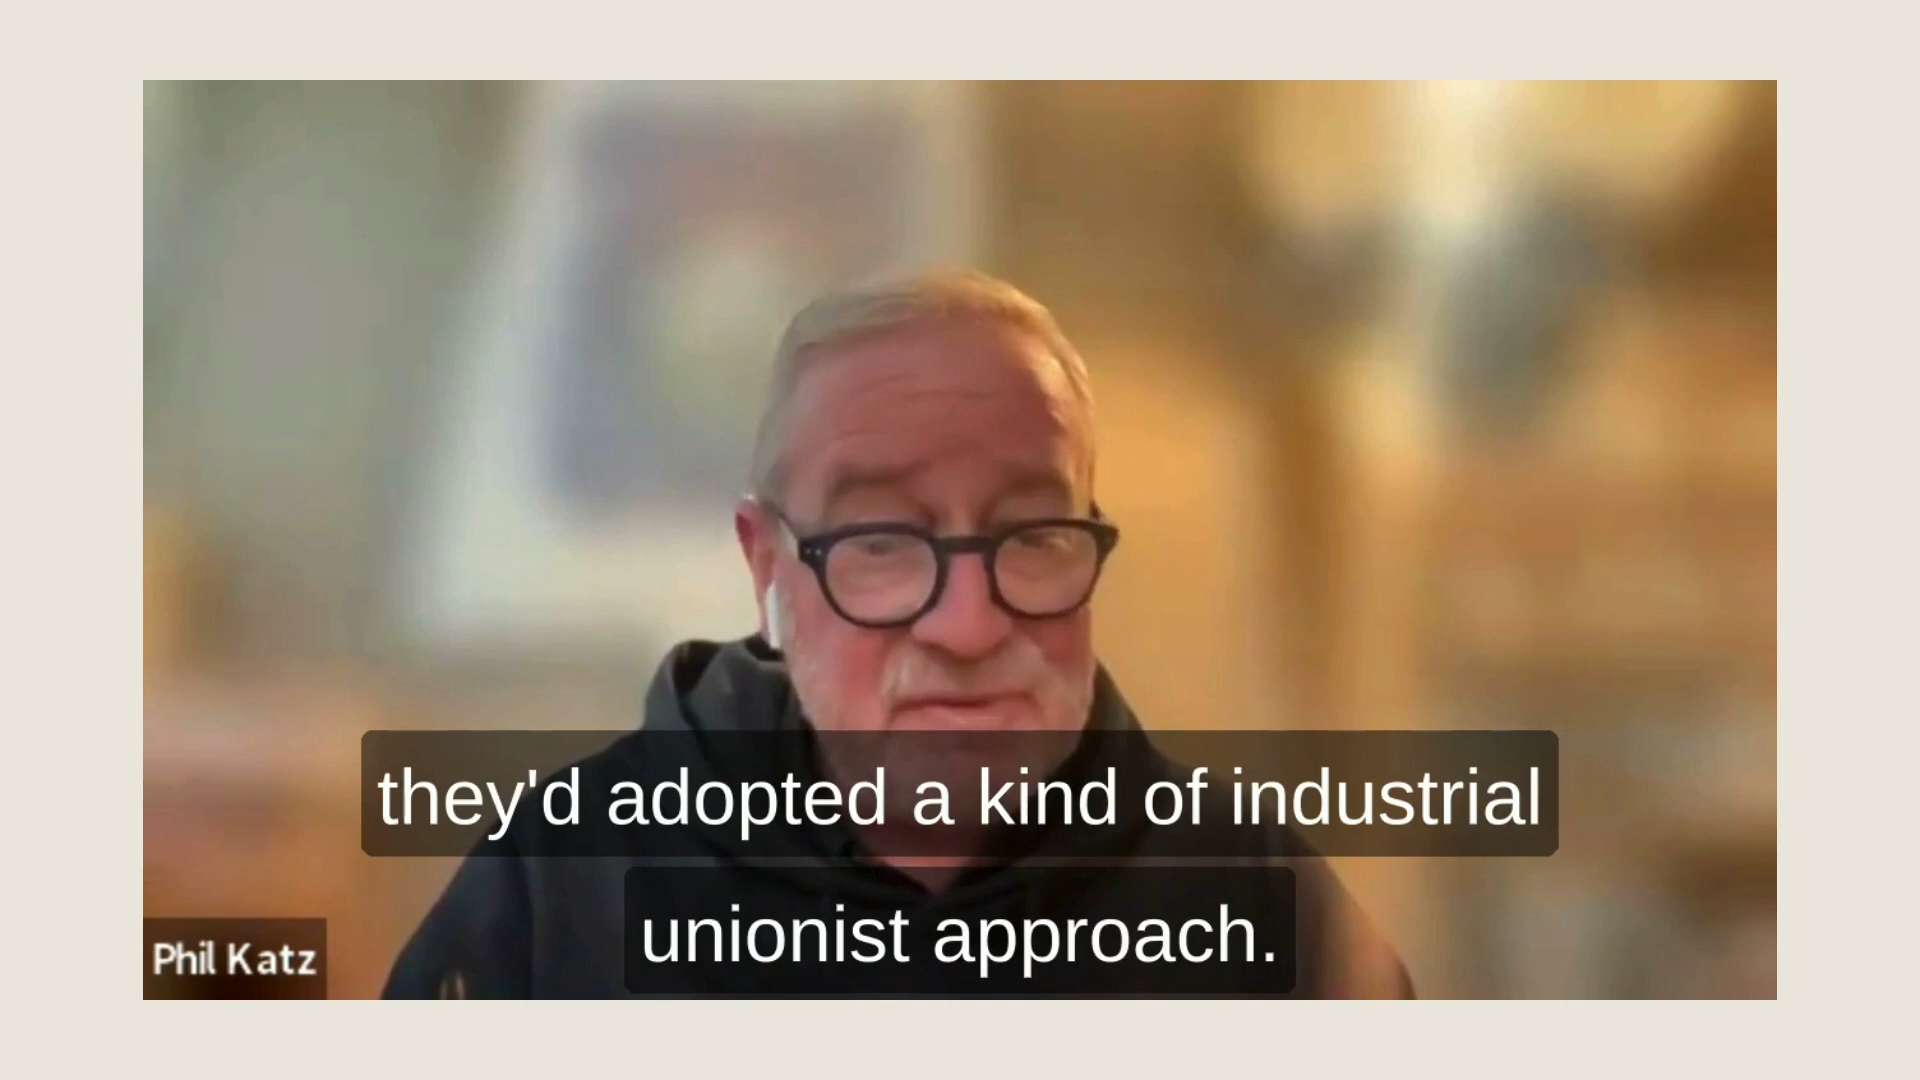 they'd adopted a kind of industrial
unionist approach.
Phil Katz